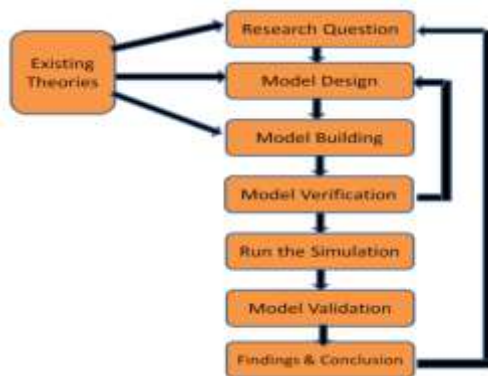 Research Question
Existing
Theories
Model Design
Model Building
Model Verification
Run the Simulation
Model Validation
Findings & Conclusion